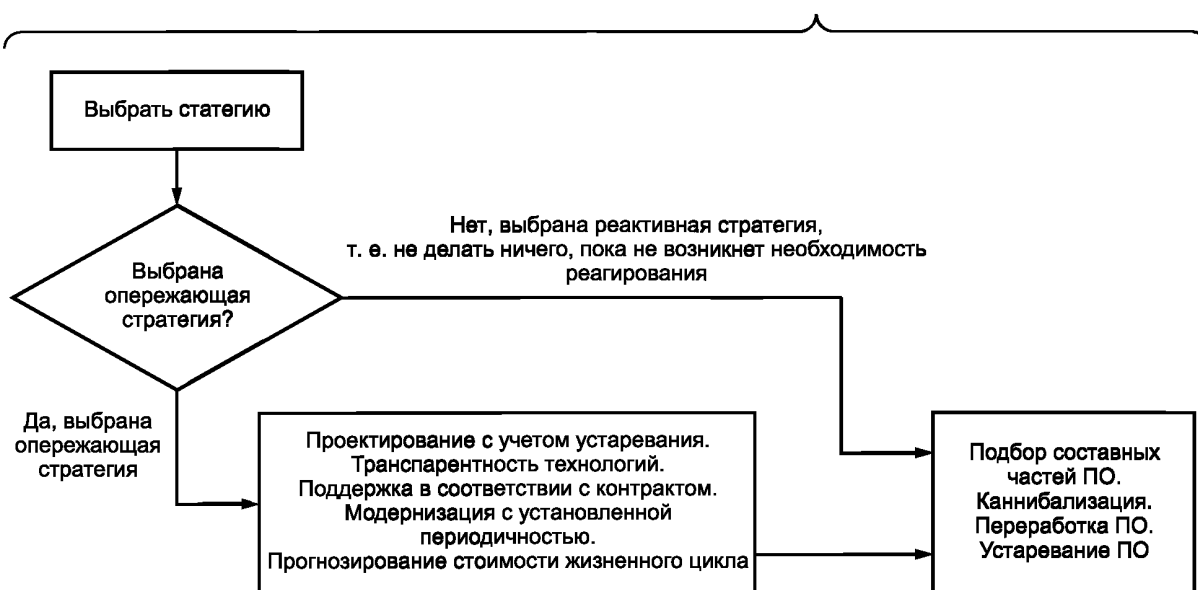 Выбрать статегию
Нет, выбрана реактивная стратегия,
т. е. не делать ничего, пока не возникнет необходимость
реагирования
Выбрана
опережающая
стратегия?
Да, выбрана
опережающая
стратегия
Проектирование с учетом устаревания.
Транспарентность технологий.
Поддержка в соответствии с контрактом.
Модернизация с установленной
периодичностью.
Прогнозирование стоимости жизненного цикла
Подбор составных
частей ПО.
Каннибализация.
Переработка ПО.
Устаревание ПО